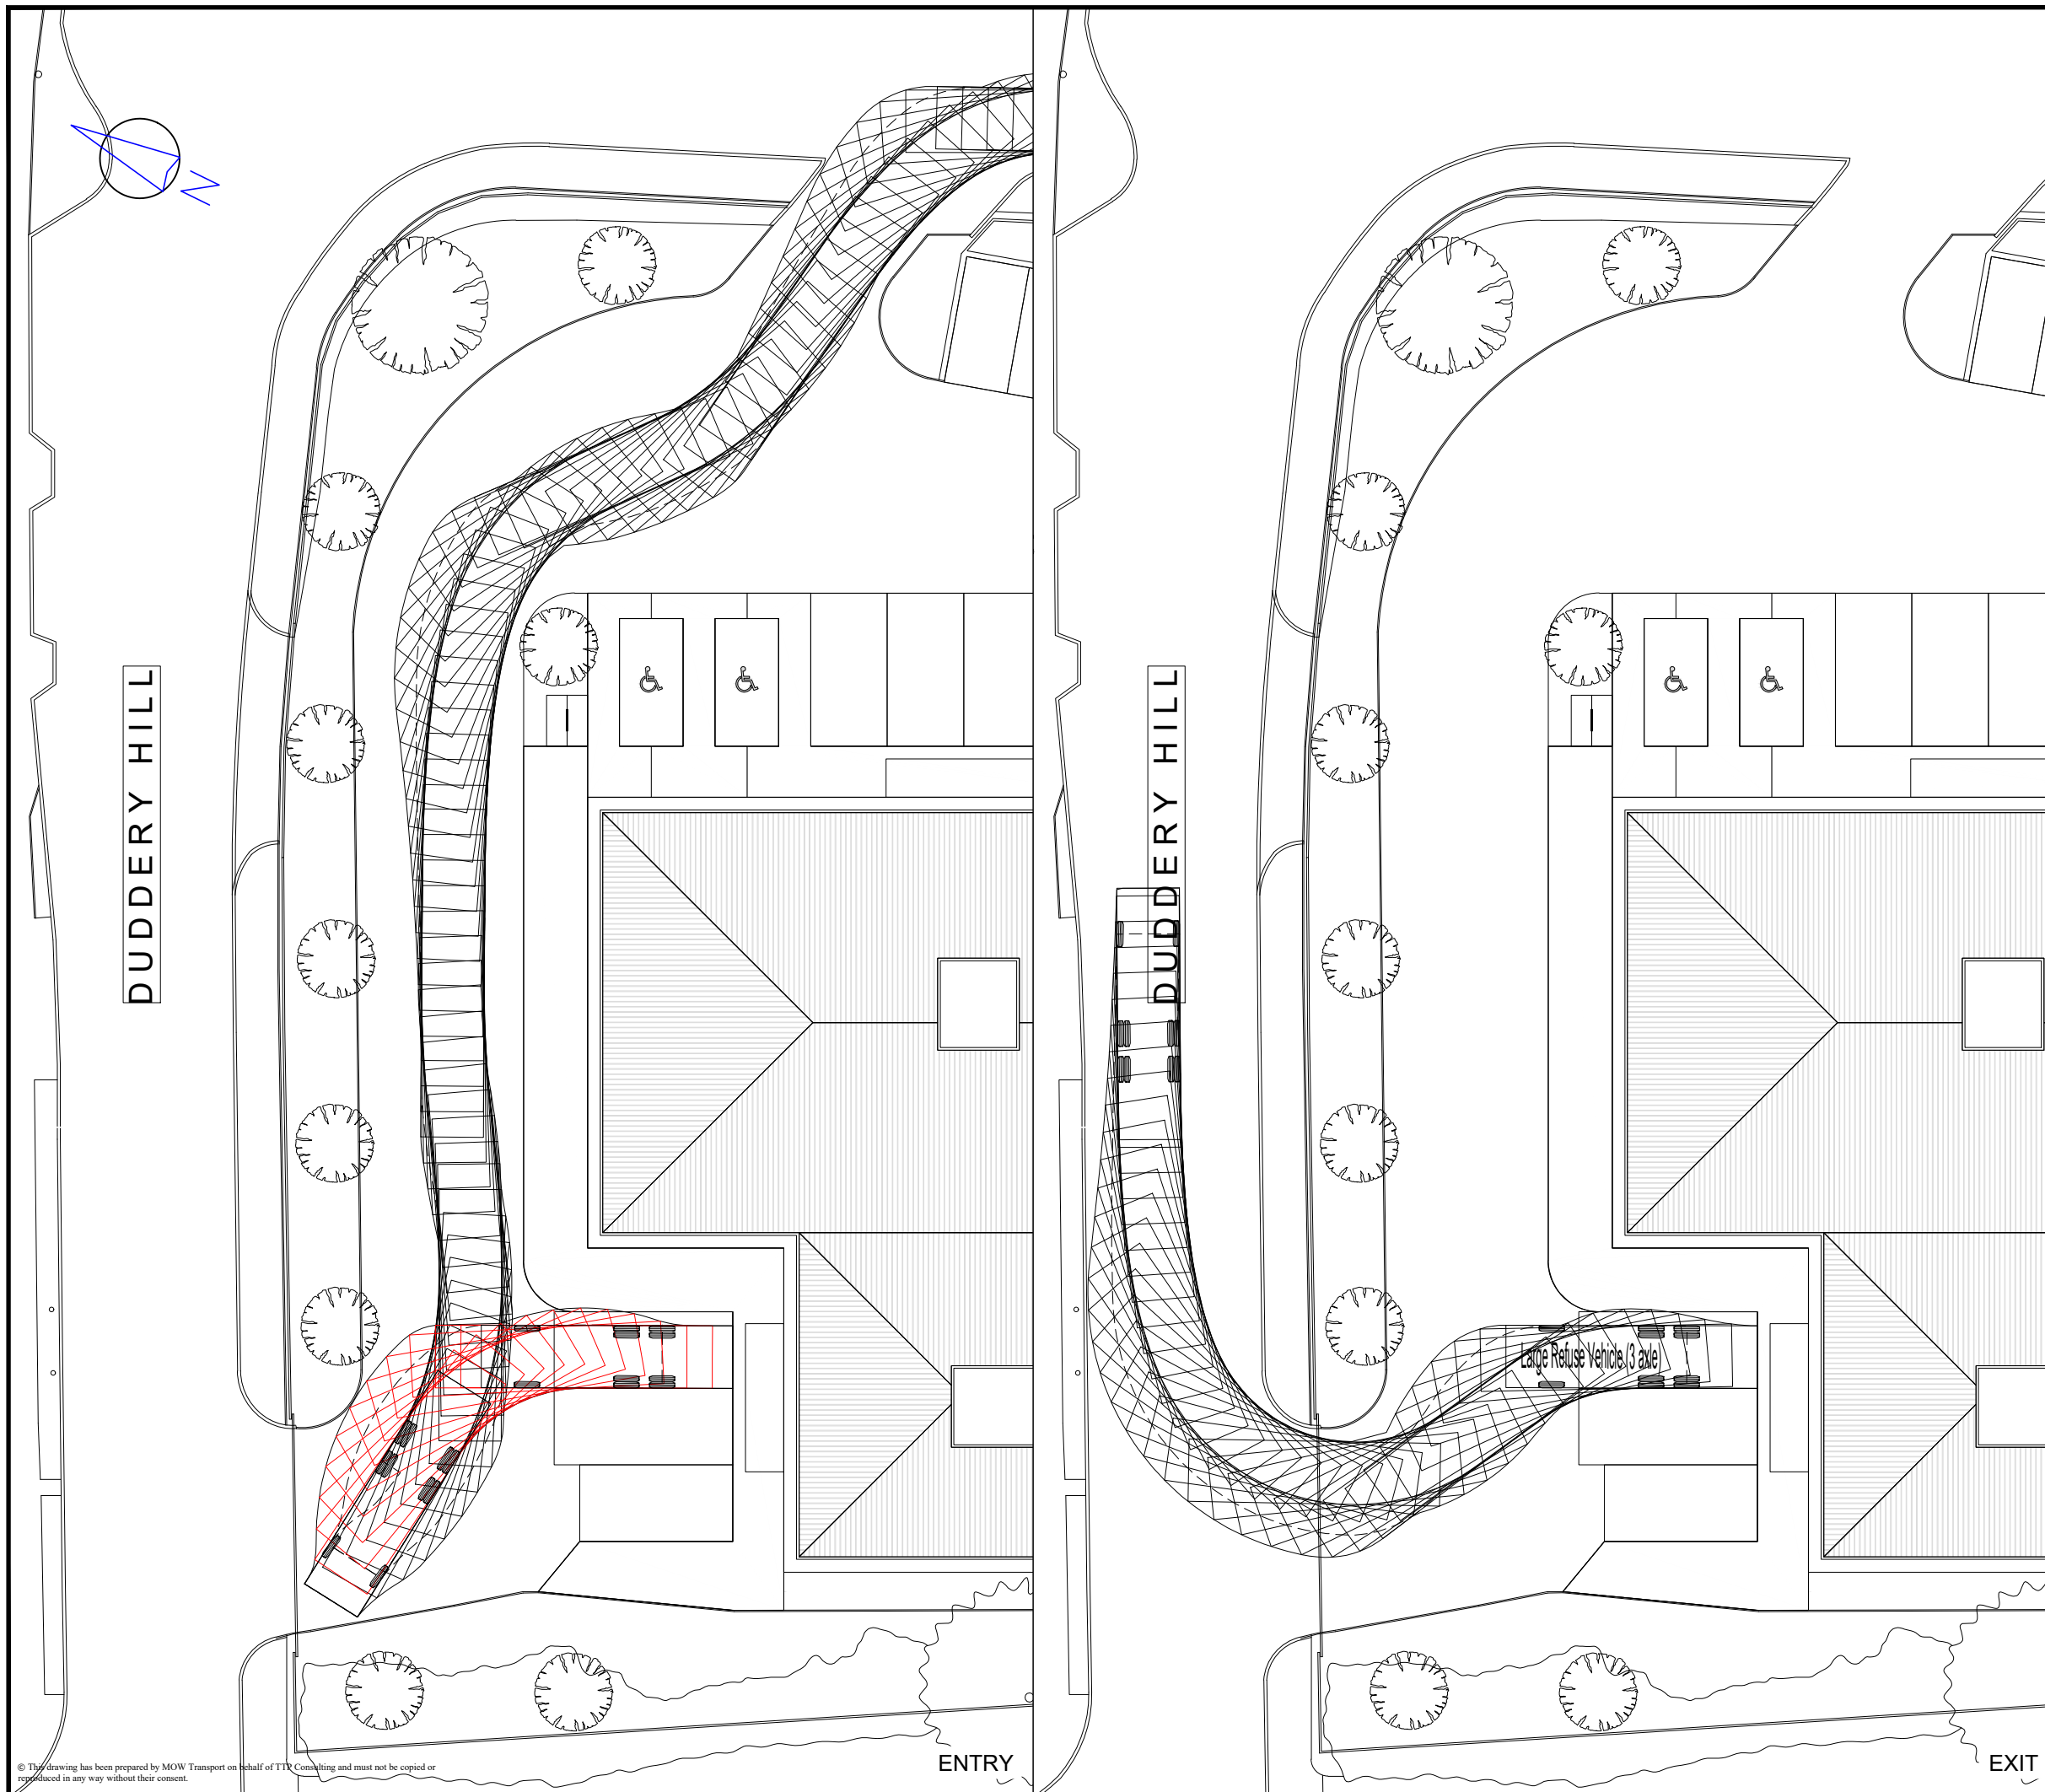 N
DUDDERY HILL
DUDDERY HILL
Large Refuse Vehicle (3 axle)
© This drawing has been prepared by MOW Transport on behalf of TTP Consulting and must not be copied or
reproduced in any way without their consent.
ENTRY
EXIT